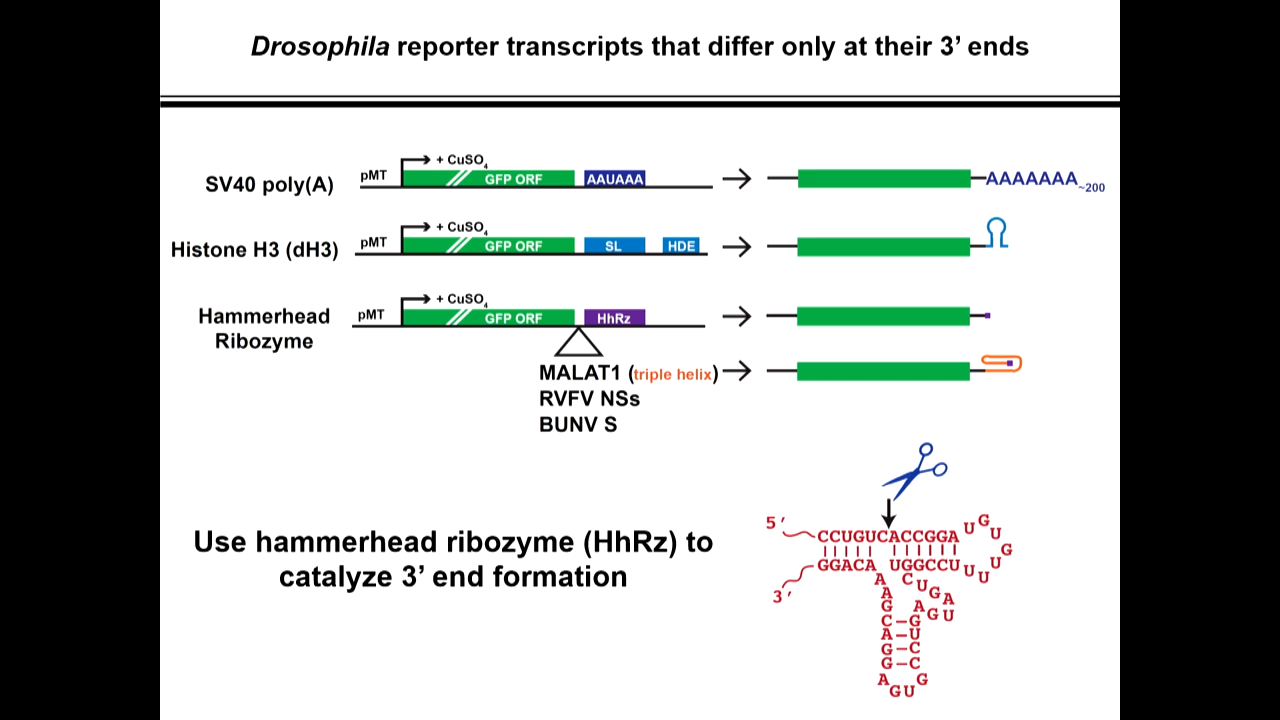 Drosophila reporter transcripts that differ only at their 3’ ends
SV40 poly(A)
pMT
+ CuSO4
GFP ORF
AAUAAA
AAAAAAA~200
Histone H3 (dH3)
pMT
+ CuSO4
GFP ORF
SL
HDE
Hammerhead
Ribozyme
pMT
+ CuSO4
GFP ORF
HhRz
MALAT1 (triple helix)
RVFV NSs
BUNV S
Use hammerhead ribozyme (HhRz) to
catalyze 3’ end formation
5′
CCUGUCACCGGA
UGUGUUU
GGACA
UGGCCU
3′
A
A
G
C
A
G
G
A
G
U
G
C
C
U
G
A
G
U
A
G
U
C